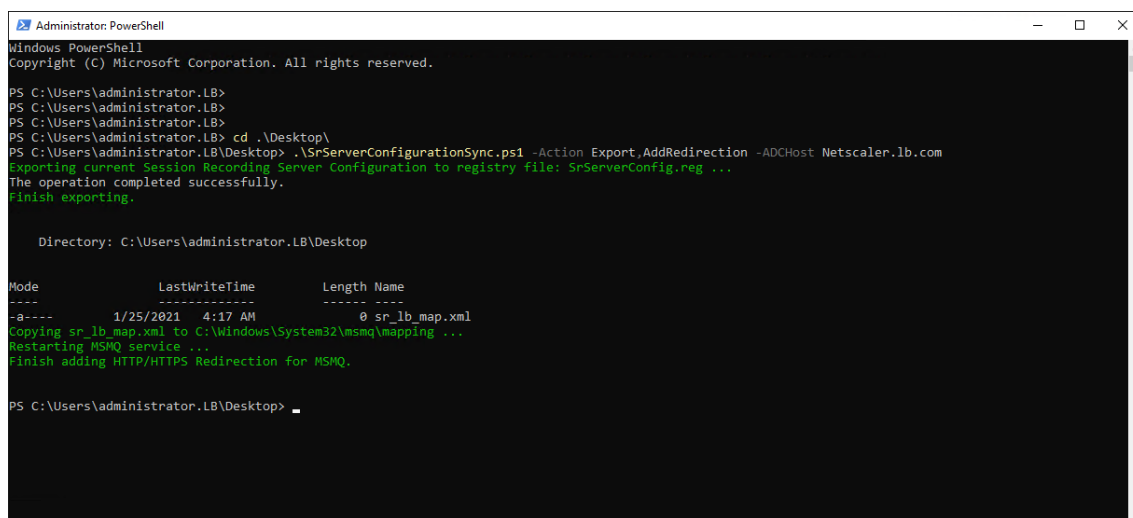 Administrator: PowerShell
Windows PowerShell
Copyright (C) Microsoft Corporation. All rights reserved.
PS C:\Users\administrator.LB>
PS C:\Users\administrator.LB>
PS C:\Users\administrator.LB>
PS C:\Users\administrator.LB> cd .\Desktop\
PS C:\Users\administrator.LB\Desktop> .\SrServerConfigurationSync.ps1 -Action Export,AddRedirection -ADCHost Netscaler.lb.com
Exporting current Session Recording Server Configuration to registry file: SrServerConfig.reg ...
The operation completed successfully.
Finish exporting.
    Directory: C:\Users\administrator.LB\Desktop
Mode                LastWriteTime         Length Name
----                -------------         ------ ----
-a----        1/25/2021   4:17 AM              0 sr_lb_map.xml
Copying sr_lb_map.xml to C:\Windows\System32\msmq\mapping ...
Restarting MSMQ service ...
Finish adding HTTP/HTTPS Redirection for MSMQ.
PS C:\Users\administrator.LB\Desktop>